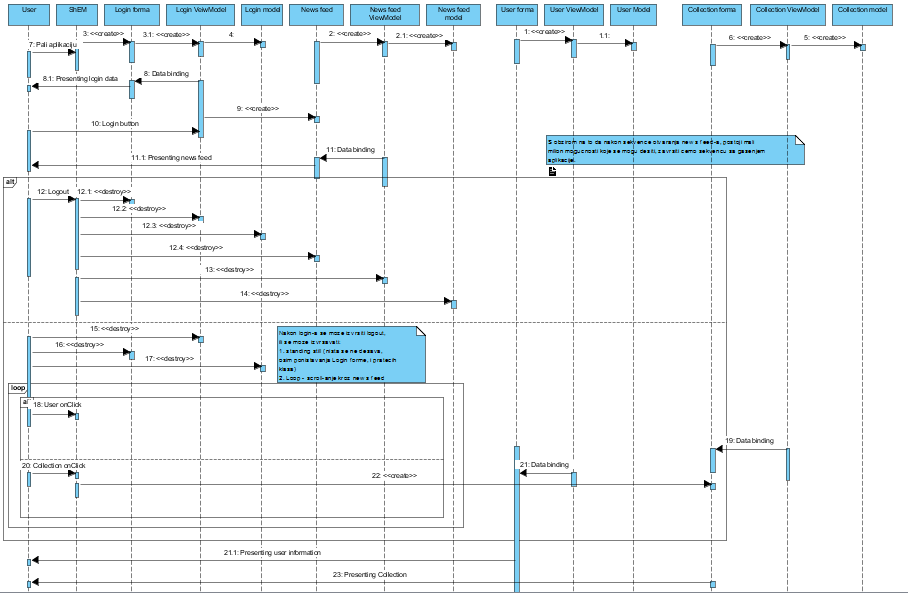 User
ShEM
Login forma
Login VeiwModel
Login model
News feed
News feed
ViewModel
News feed
model
User forma
User ViewModel
User Model
Collection forma
Collection ViewModel
Collection model
3: <<create>>
3.1: <<create>>
4:
2: <<create>>
2.1: <<create>>
1: <<create>>
1.1:
6: <<create>>
5: <<create>>
7: Pali aplikaciju
8.1: Presenting login data
8: Data binding
9: <<create>>
10: Login button
11.1: Presenting news feed
11: Data binding
S obzirom na to da nakon sekvence otvaranja news feed-a, postoji mali
milion mogucnosti koje se mogu desiti, zavrsiti cemo sekvencu sa gasenjem
aplikacije.
alt
12: Logout
12.1: <<destroy>>
12.2: <<destroy>>
12.3: <<destroy>>
12.4: <<destroy>>
13: <<destroy>>
14: <<destroy>>
15: <<destroy>>
16: <<destroy>>
17: <<destroy>>
Nakon login-a se moze izvrsiti logout,
ili se moze izvrsavati:
1. standing still (nista se ne desava,
osim ponistavanja Login forme, i pratecih
klasa)
2. Loop - scroll-anje kroz news feed
loop
18: User onClick
19: Data binding
20: Collection onClick
21: Data binding
22: <<create>>
21.1: Presenting user information
23: Presenting Collection